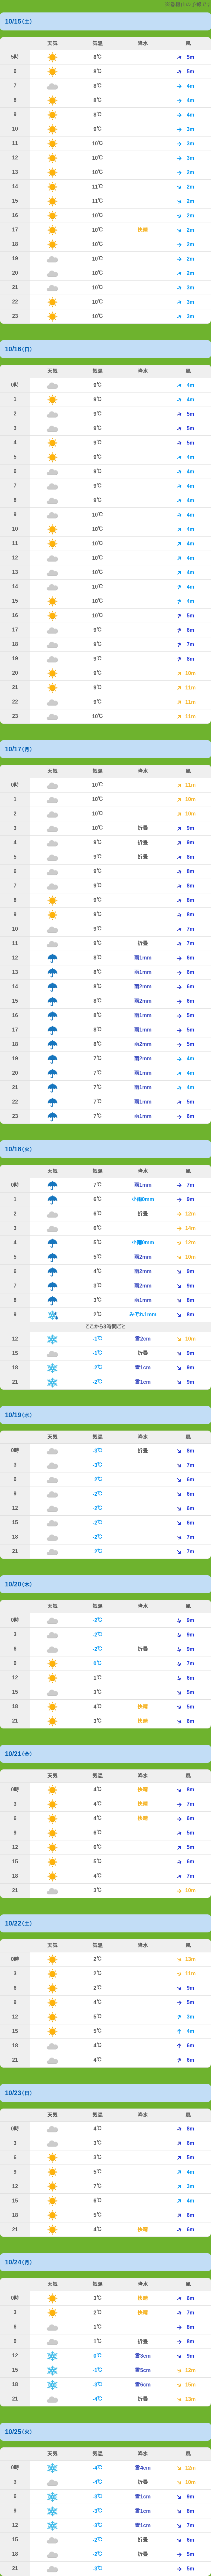 10/15(土)
天気 気温 降水 風
5時 8℃ 5m
6 8℃ 5m
7 8℃ 4m
8 8℃ 4m
9 8℃ 4m
10 9℃ 3m
11 10℃ 3m
12 10℃ 3m
13 10℃ 2m
14 11℃ 2m
15 11℃ 2m
16 10℃ 2m
17 10℃ 快晴 2m
18 10℃ 2m
19 10℃ 2m
20 10℃ 2m
21 10℃ 3m
22 10℃ 3m
23 10℃ 3m
10/16(日)
天気 気温 降水 風
0時 9℃ 4m
1 9℃ 4m
2 9℃ 5m
3 9℃ 5m
4 9℃ 5m
5 9℃ 4m
6 9℃ 4m
7 9℃ 4m
8 9℃ 4m
9 10℃ 4m
10 10℃ 4m
11 10℃ 4m
12 10℃ 4m
13 10℃ 4m
14 10℃ 4m
15 10℃ 4m
16 10℃ 5m
17 9℃ 6m
18 9℃ 7m
19 9℃ 8m
20 9℃ 10m
21 9℃ 11m
22 9℃ 11m
23 10℃ 11m
10/17(月)
天気 気温 降水 風
0時 10℃ 11m
1 10℃ 10m
2 10℃ 10m
3 10℃ 折畳 9m
4 9℃ 折畳 9m
5 9℃ 折畳 8m
6 9℃ 8m
7 9℃ 8m
8 9℃ 8m
9 9℃ 8m
10 9℃ 7m
11 9℃ 折畳 7m
12 8℃ 雨1mm 6m
13 8℃ 雨1mm 6m
14 8℃ 雨2mm 6m
15 8℃ 雨2mm 6m
16 8℃ 雨1mm 5m
17 8℃ 雨1mm 5m
18 8℃ 雨2mm 5m
19 7℃ 雨2mm 4m
20 7℃ 雨1mm 4m
21 7℃ 雨1mm 4m
22 7℃ 雨1mm 5m
23 7℃ 雨1mm 6m
10/18(火)
天気 気温 降水 風
0時 7℃ 雨1mm 7m
1 6℃ 小雨0mm 9m
2 6℃ 折畳 12m
3 6℃ 14m
4 5℃ 小雨0mm 12m
5 5℃ 雨2mm 10m
6 4℃ 雨2mm 9m
7 3℃ 雨2mm 9m
8 3℃ 雨1mm 8m
9 2℃ みぞれ1mm 8m
ここから3時間ごと
12 -1℃ 雪2cm 10m
15 -1℃ 折畳 9m
18 -2℃ 雪1cm 9m
21 -2℃ 雪1cm 9m
10/19(水)
天気 気温 降水 風
0時 -3℃ 折畳 8m
3 -3℃ 7m
6 -2℃ 6m
9 -2℃ 6m
12 -2℃ 6m
15 -2℃ 6m
18 -2℃ 7m
21 -2℃ 7m
10/20(木)
天気 気温 降水 風
0時 -2℃ 9m
3 -2℃ 9m
6 -2℃ 折畳 9m
9 0℃ 7m
12 1℃ 6m
15 3℃ 5m
18 4℃ 快晴 5m
21 3℃ 快晴 6m
10/21(金)
天気 気温 降水 風
0時 4℃ 快晴 8m
3 4℃ 快晴 7m
6 4℃ 快晴 6m
9 6℃ 5m
12 6℃ 5m
15 5℃ 6m
18 4℃ 7m
21 3℃ 10m
10/22(土)
天気 気温 降水 風
0時 2℃ 13m
3 2℃ 11m
6 2℃ 9m
9 4℃ 5m
12 5℃ 3m
15 5℃ 4m
18 4℃ 6m
21 4℃ 6m
10/23(日)
天気 気温 降水 風
0時 4℃ 8m
3 3℃ 6m
6 3℃ 5m
9 5℃ 4m
12 7℃ 3m
15 6℃ 4m
18 5℃ 6m
21 4℃ 快晴 6m
10/24(月)
天気 気温 降水 風
0時 3℃ 快晴 6m
3 2℃ 快晴 7m
6 1℃ 8m
9 1℃ 折畳 8m
12 0℃ 雪3cm 9m
15 -1℃ 雪5cm 12m
18 -3℃ 雪6cm 15m
21 -4℃ 折畳 13m
10/25(火)
天気 気温 降水 風
0時 -4℃ 雪4cm 12m
3 -4℃ 折畳 10m
6 -3℃ 雪1cm 9m
9 -3℃ 雪1cm 8m
12 -3℃ 雪1cm 7m
15 -2℃ 折畳 6m
18 -2℃ 折畳 5m
21 -3℃ 5m